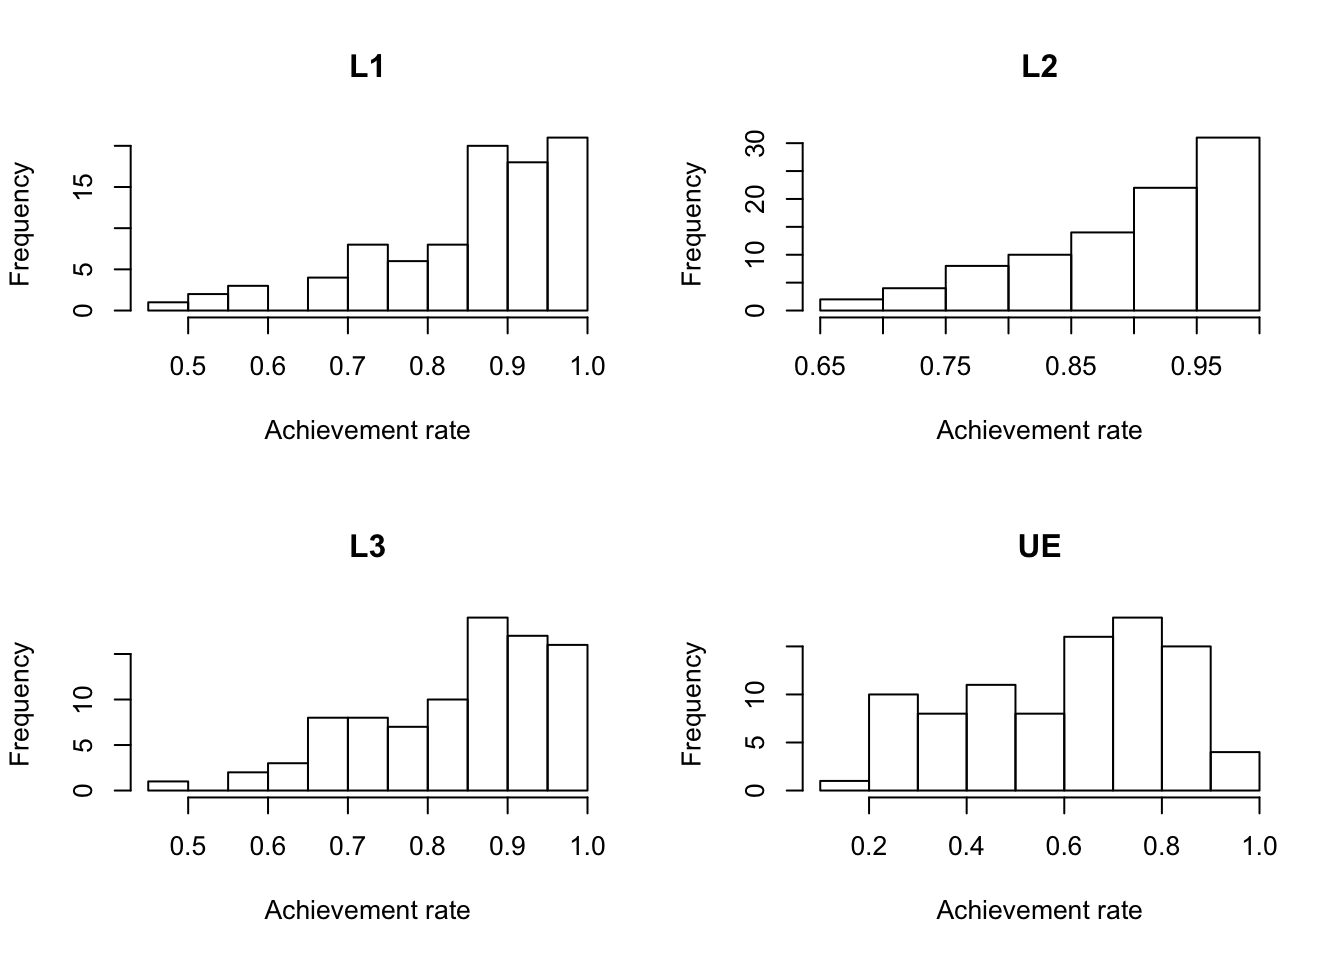 L1
Frequency
0 5 15
0.5 0.6 0.7 0.8 0.9 1.0
Achievement rate
L2
Frequency
0 10 20 30
0.65 0.75 0.85 0.95
Achievement rate
L3
Frequency
0 5 10
0.5 0.6 0.7 0.8 0.9 1.0
Achievement rate
UE
Frequency
0 5 10
0.2 0.4 0.6 0.8 1.0
Achievement rate